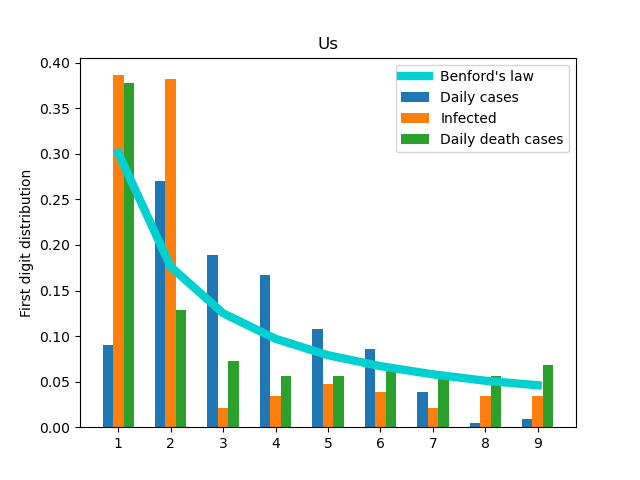 Us
0.40
0.35
0.30
0.25
0.20
0.15
0.10
0.05
0.00
First digit distribution
Benford's law
Daily cases
Infected
Daily death cases
1 2 3 4 5 6 7 8 9